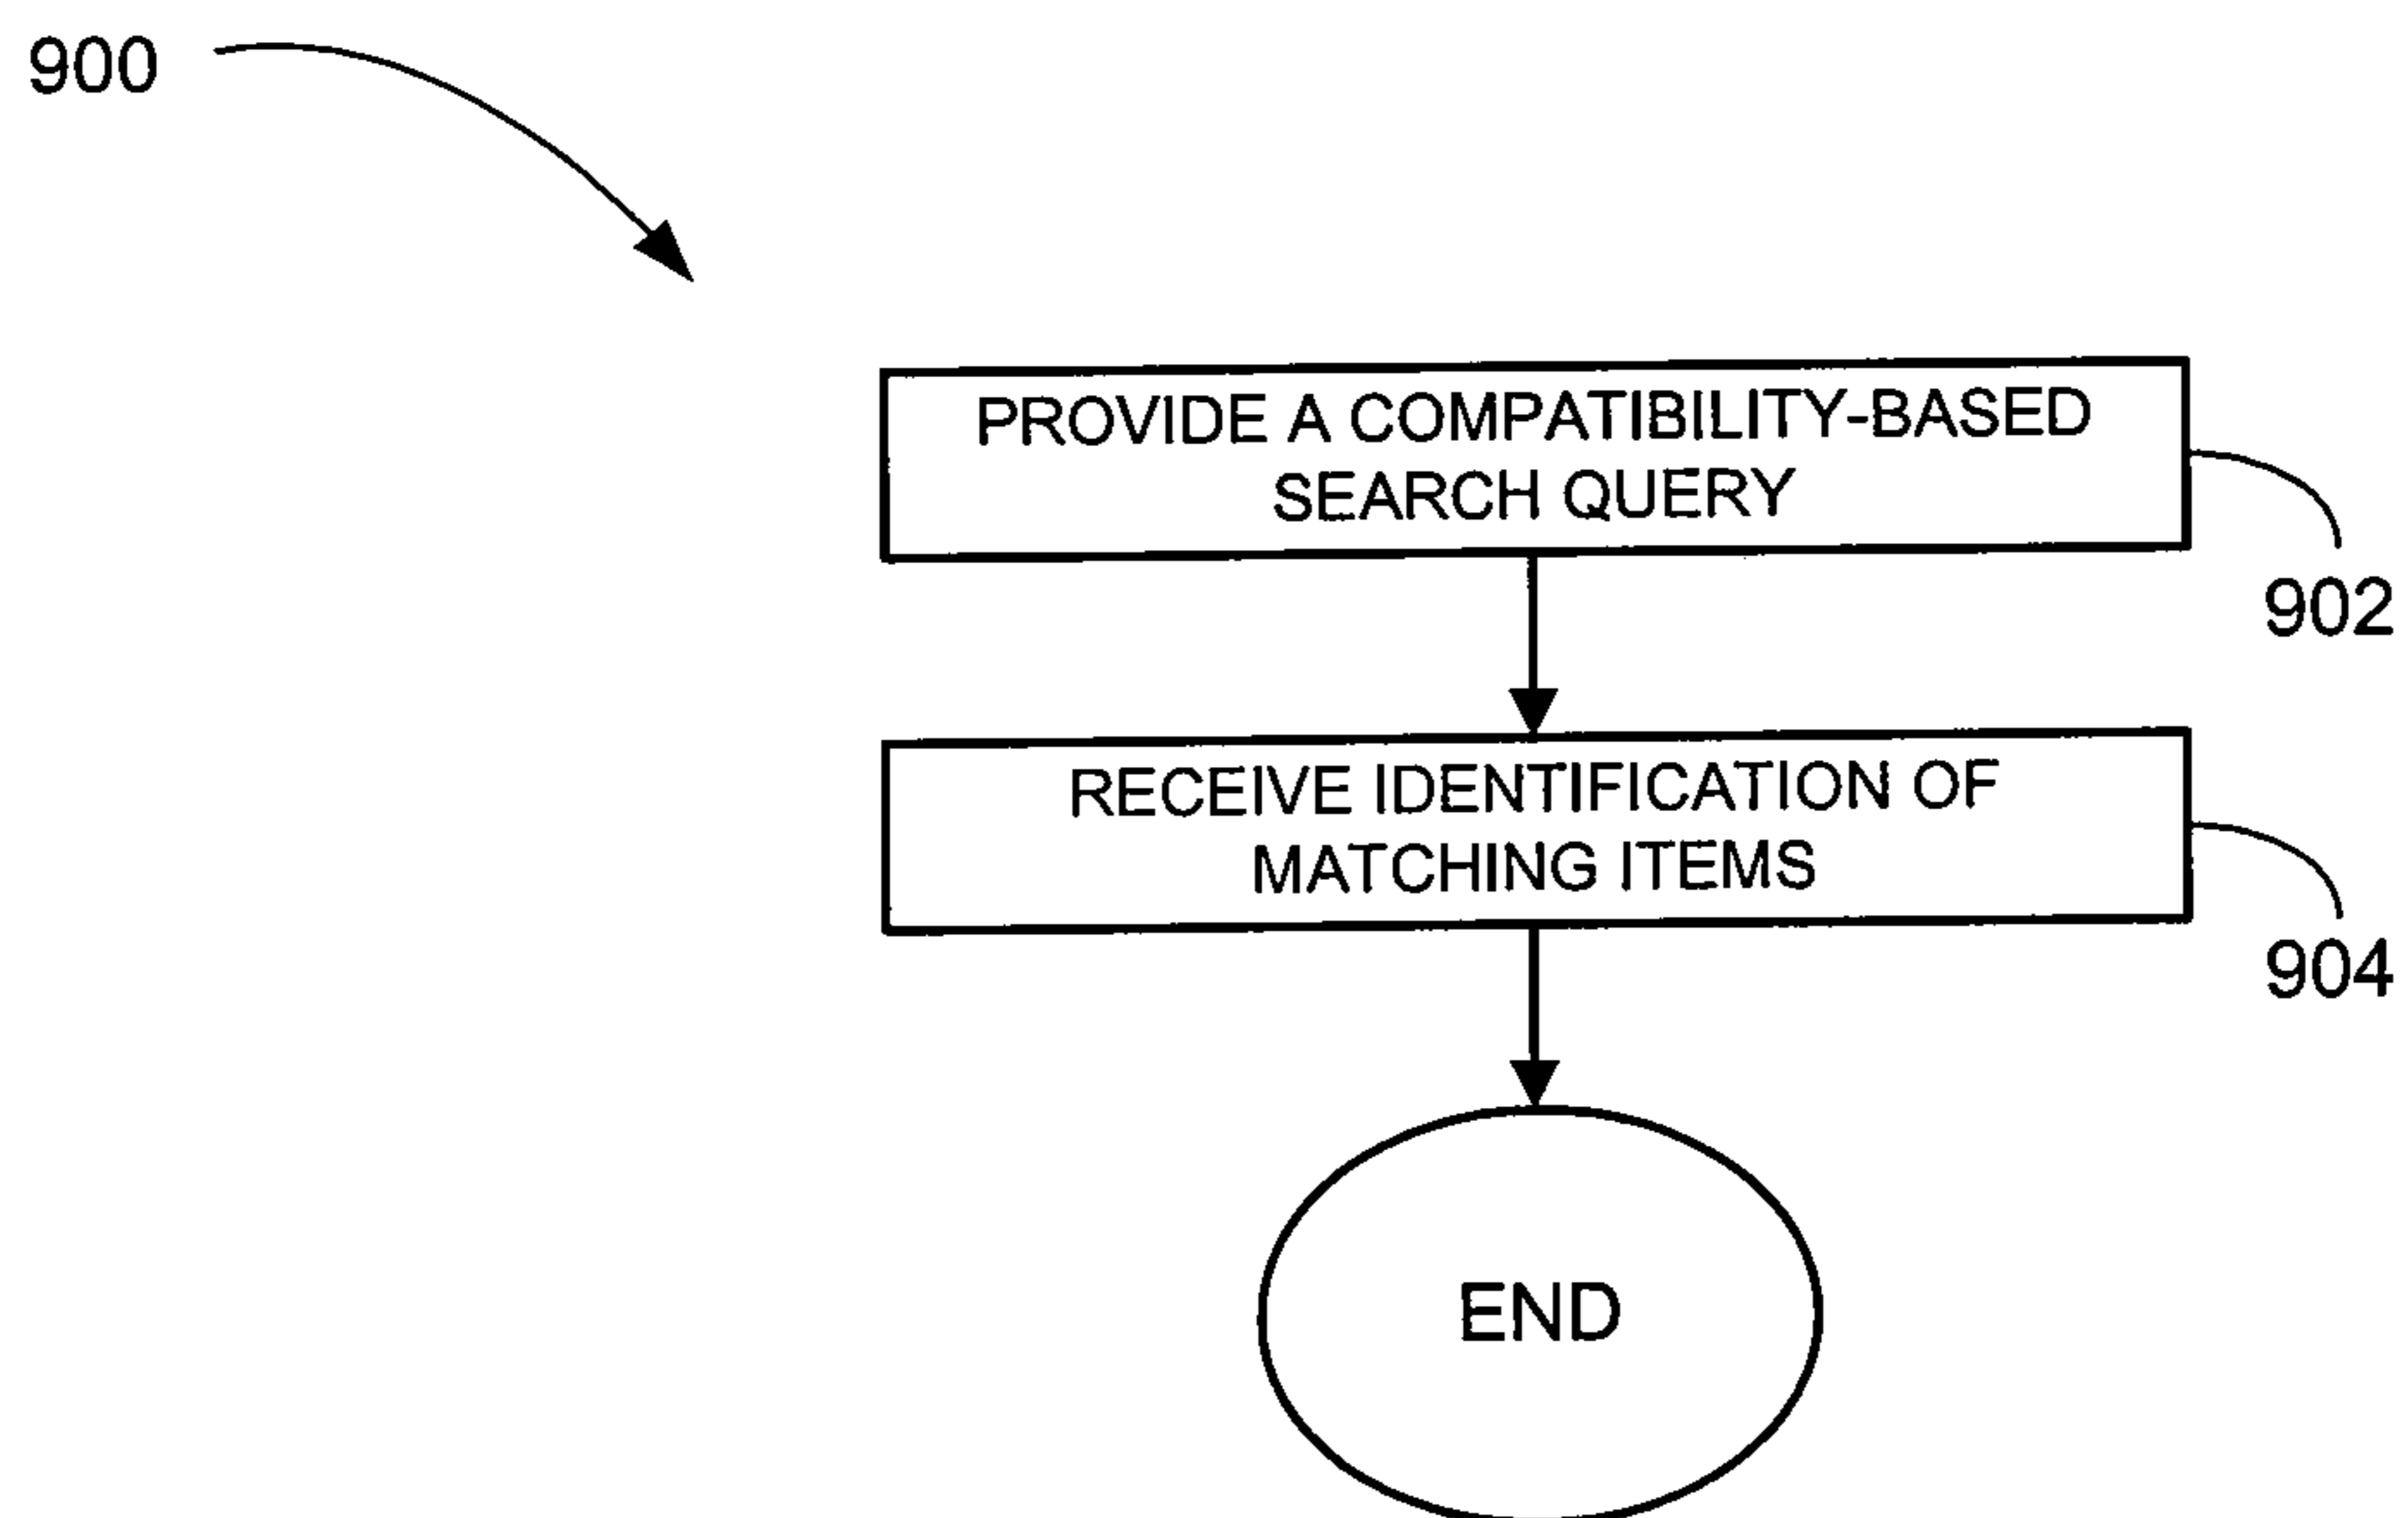 900
PROVIDE A COMPATIBILITY-BASED
SEARCH QUERY
902
RECEIVE IDENTIFICATION OF
MATCHING ITEMS
904
END